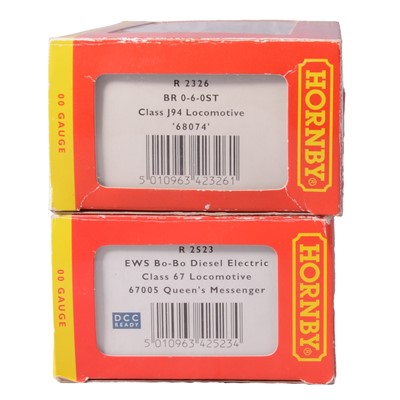 00 GAUGE
R 2326
BR 0-6-0ST
Class J94 Locomotive
'68074'
5 010963 423261
HORNBY
00 GAUGE
R 2523
EWS Bo-Bo Diesel Electric
Class 67 Locomotive
67005 Queen's Messenger
DCC
READY
5 010963 425234
HORNBY